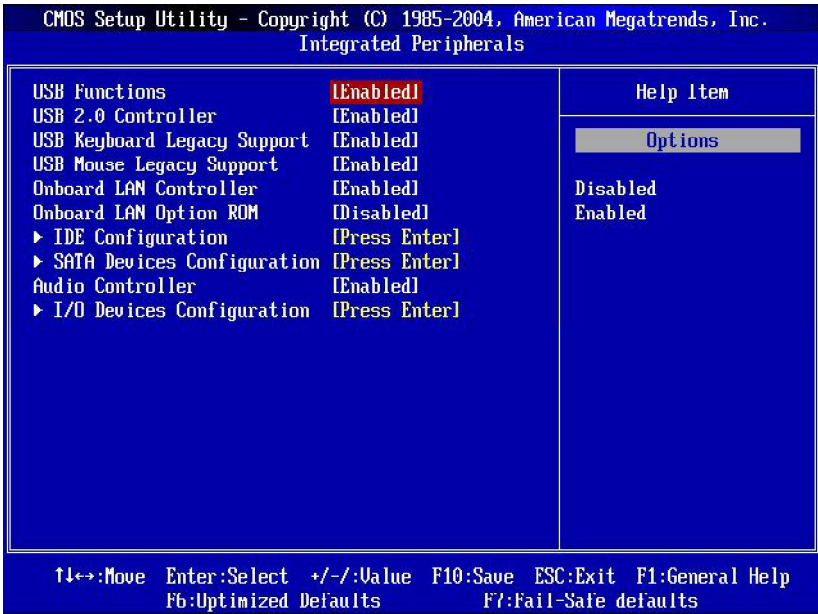 CMOS Setup Utility - Copyright (C) 1985-2004, American Megatrends, Inc.
Integrated Peripherals
USB Functions [Enabled]
USB 2.0 Controller [Enabled]
USB Keyboard Legacy Support [Enabled]
USB Mouse Legacy Support [Enabled]
Onboard LAN Controller [Enabled]
Onboard LAN Option ROM [Disabled]
▶ IDE Configuration [Press Enter]
▶ SATA Devices Configuration [Press Enter]
Audio Controller [Enabled]
▶ I/O Devices Configuration [Press Enter]
Help Item
Options
Disabled
Enabled
↑↓↔:Move Enter:Select +/-/:Value F10:Save ESC:Exit F1:General Help
F6:Optimized Defaults F7:Fail-Safe defaults